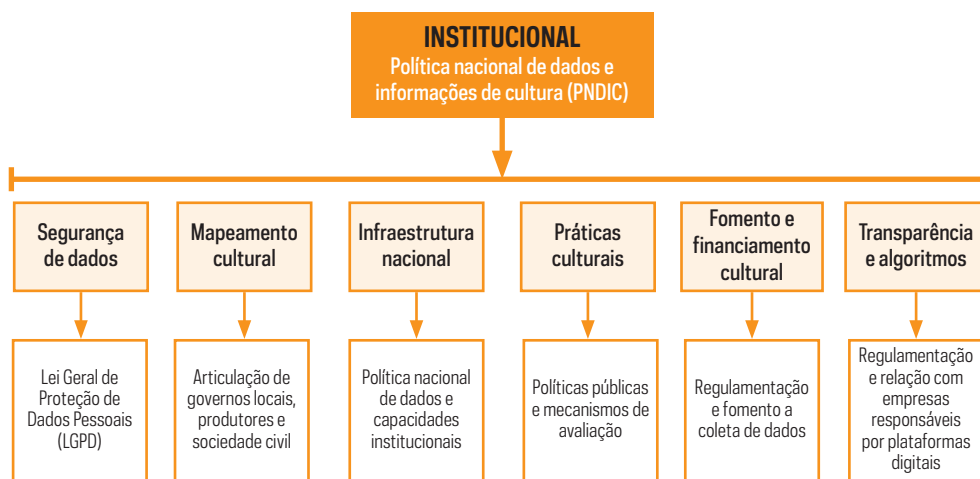 INSTITUCIONAL
Política nacional de dados e
informações de cultura (PNDIC)
Segurança
de dados
Mapeamento
cultural
Infraestrutura
nacional
Práticas
culturais
Fomento e
financiamento
cultural
Transparência
e algoritmos
Lei Geral de
Proteção de
Dados Pessoais
(LGPD)
Articulação de
governos locais,
produtores e
sociedade civil
Política nacional
de dados e
capacidades
institucionais
Políticas públicas
e mecanismos de
avaliação
Regulamentação
e fomento a
coleta de dados
Regulamentação
e relação com
empresas
responsáveis
por plataformas
digitais